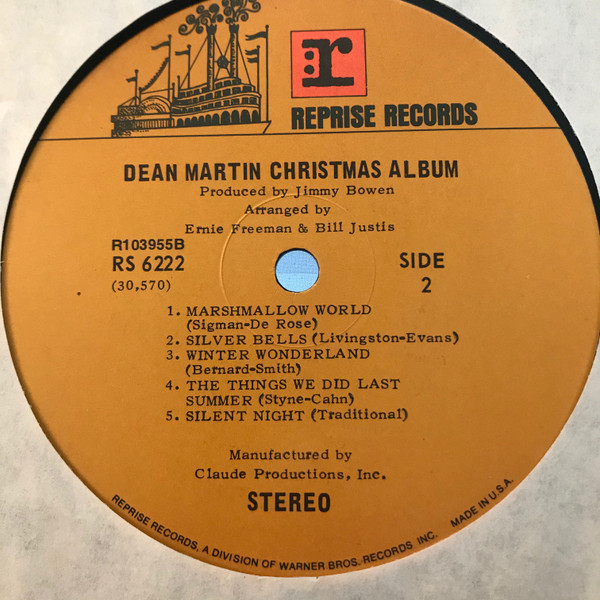 r
REPRISE RECORDS
DEAN MARTIN CHRISTMAS ALBUM
Produced by Jimmy Bowen
Arranged by
Ernie Freeman & Bill Justis
R103955B
RS 6222
(30,570)
SIDE
2
1. MARSHMALLOW WORLD
(Sigman-De Rose)
2. SILVER BELLS (Livingston-Evans)
3. WINTER WONDERLAND
(Bernard-Smith)
4. THE THINGS WE DID LAST
SUMMER (Styne-Cahn)
5. SILENT NIGHT (Traditional)
Manufactured by
Claude Productions, Inc.
STEREO
REPRISE RECORDS, A DIVISION OF WARNER BROS. RECORDS INC. MADE IN U.S.A.